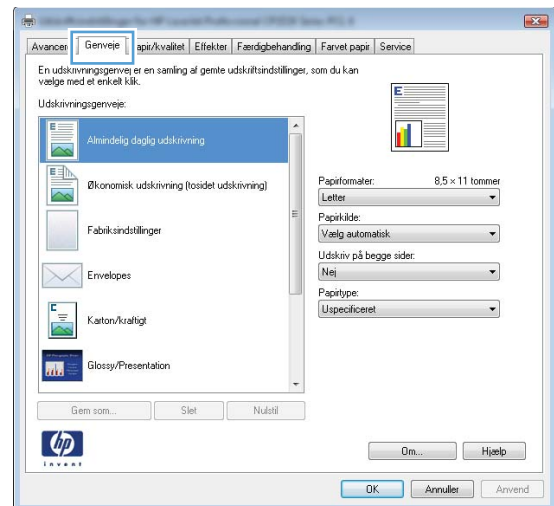 Avancer
Genveje
apir/kvalitet
Effekter
Færdigbehandling
Farvet papir
Service
En udskrivningsgenvej er en samling af gemte udskriftsindstillinger, som du kan
vælge med et enkelt klik.
Udskrivningsgenveje:
Almindelig daglig udskrivning
Økonomisk udskrivning (tosidet udskrivning)
Fabriksindstillinger
Envelopes
Karton/kraftigt
Glossy/Presentation
Gem som...
Slet
Nulstil
E
Papirformater: 8,5 × 11 tommer
Letter
Papirkilde:
Vælg automatisk
Udskriv på begge sider:
Nej
Papirtype:
Uspecificeret
hp
invent
Om...
Hjælp
OK
Annuller
Anvend